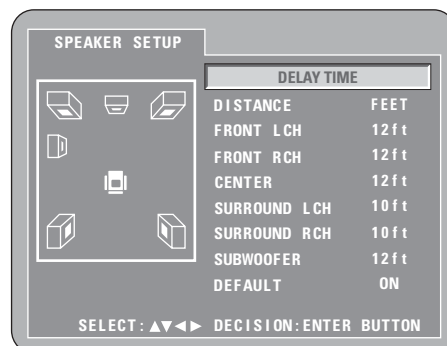 SPEAKER SETUP
DELAY TIME
DISTANCE FEET
FRONT LCH 12ft
FRONT RCH 12ft
CENTER 12ft
SURROUND LCH 10ft
SURROUND RCH 10ft
SUBWOOFER 12ft
DEFAULT ON
SELECT:▲▼◀▶ DECISION:ENTER BUTTON